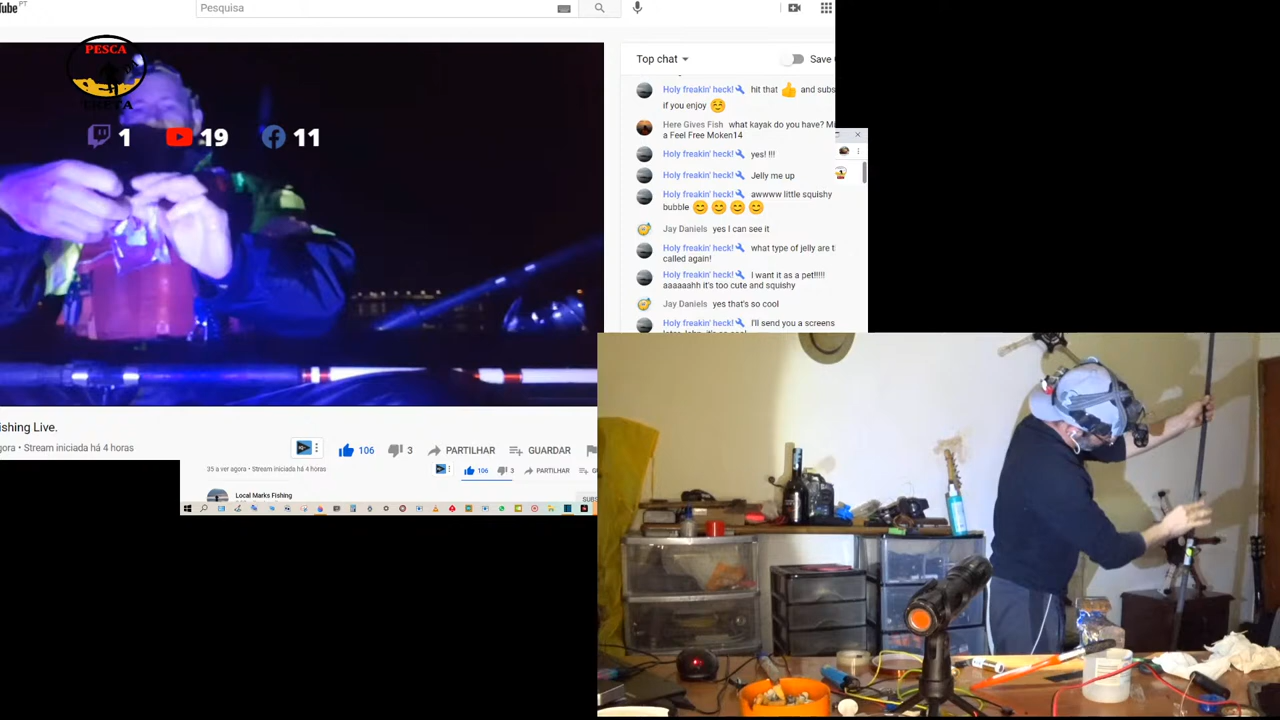 Tube PT
Pesquisa
PESCA
UNETA
1 19 11
Top chat
Save
Holy freakin' heck! hit that 👍 and subs
if you enjoy ☺️
Here Gives Fish what kayak do you have?
a Feel Free Moken14
Holy freakin' heck! yes! !!!
Holy freakin' heck! Jelly me up
Holy freakin' heck! awwww little squishy
bubble 😊 😊 😊 😊
Jay Daniels yes I can see it
Holy freakin' heck! what type of jelly are t
called again!
Holy freakin' heck! I want it as a pet!!!!!
aaaaaahh it's too cute and squishy
Jay Daniels yes that's so cool
Holy freakin' heck! I'll send you a screens
ishing Live.
gora • Stream iniciada há 4 horas
106 3 PARTILHAR GUARDAR
35 a ver agora • Stream iniciada há 4 horas
106 3 PARTILHAR
Local Marks Fishing
SUBS